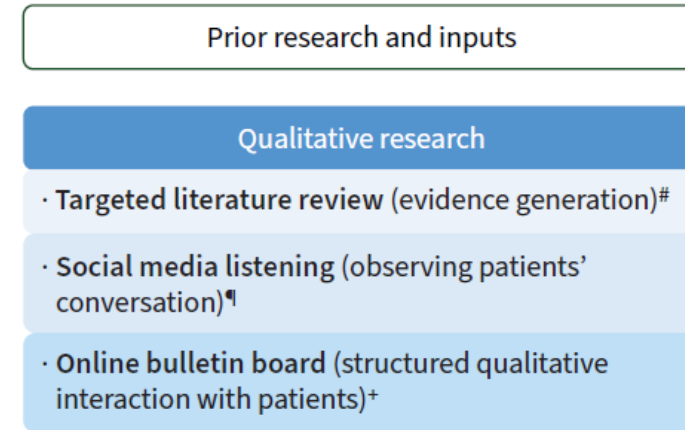 Prior research and inputs
Qualitative research
· Targeted literature review (evidence generation)#
· Social media listening (observing patients’
conversation)¶
· Online bulletin board (structured qualitative
interaction with patients)+